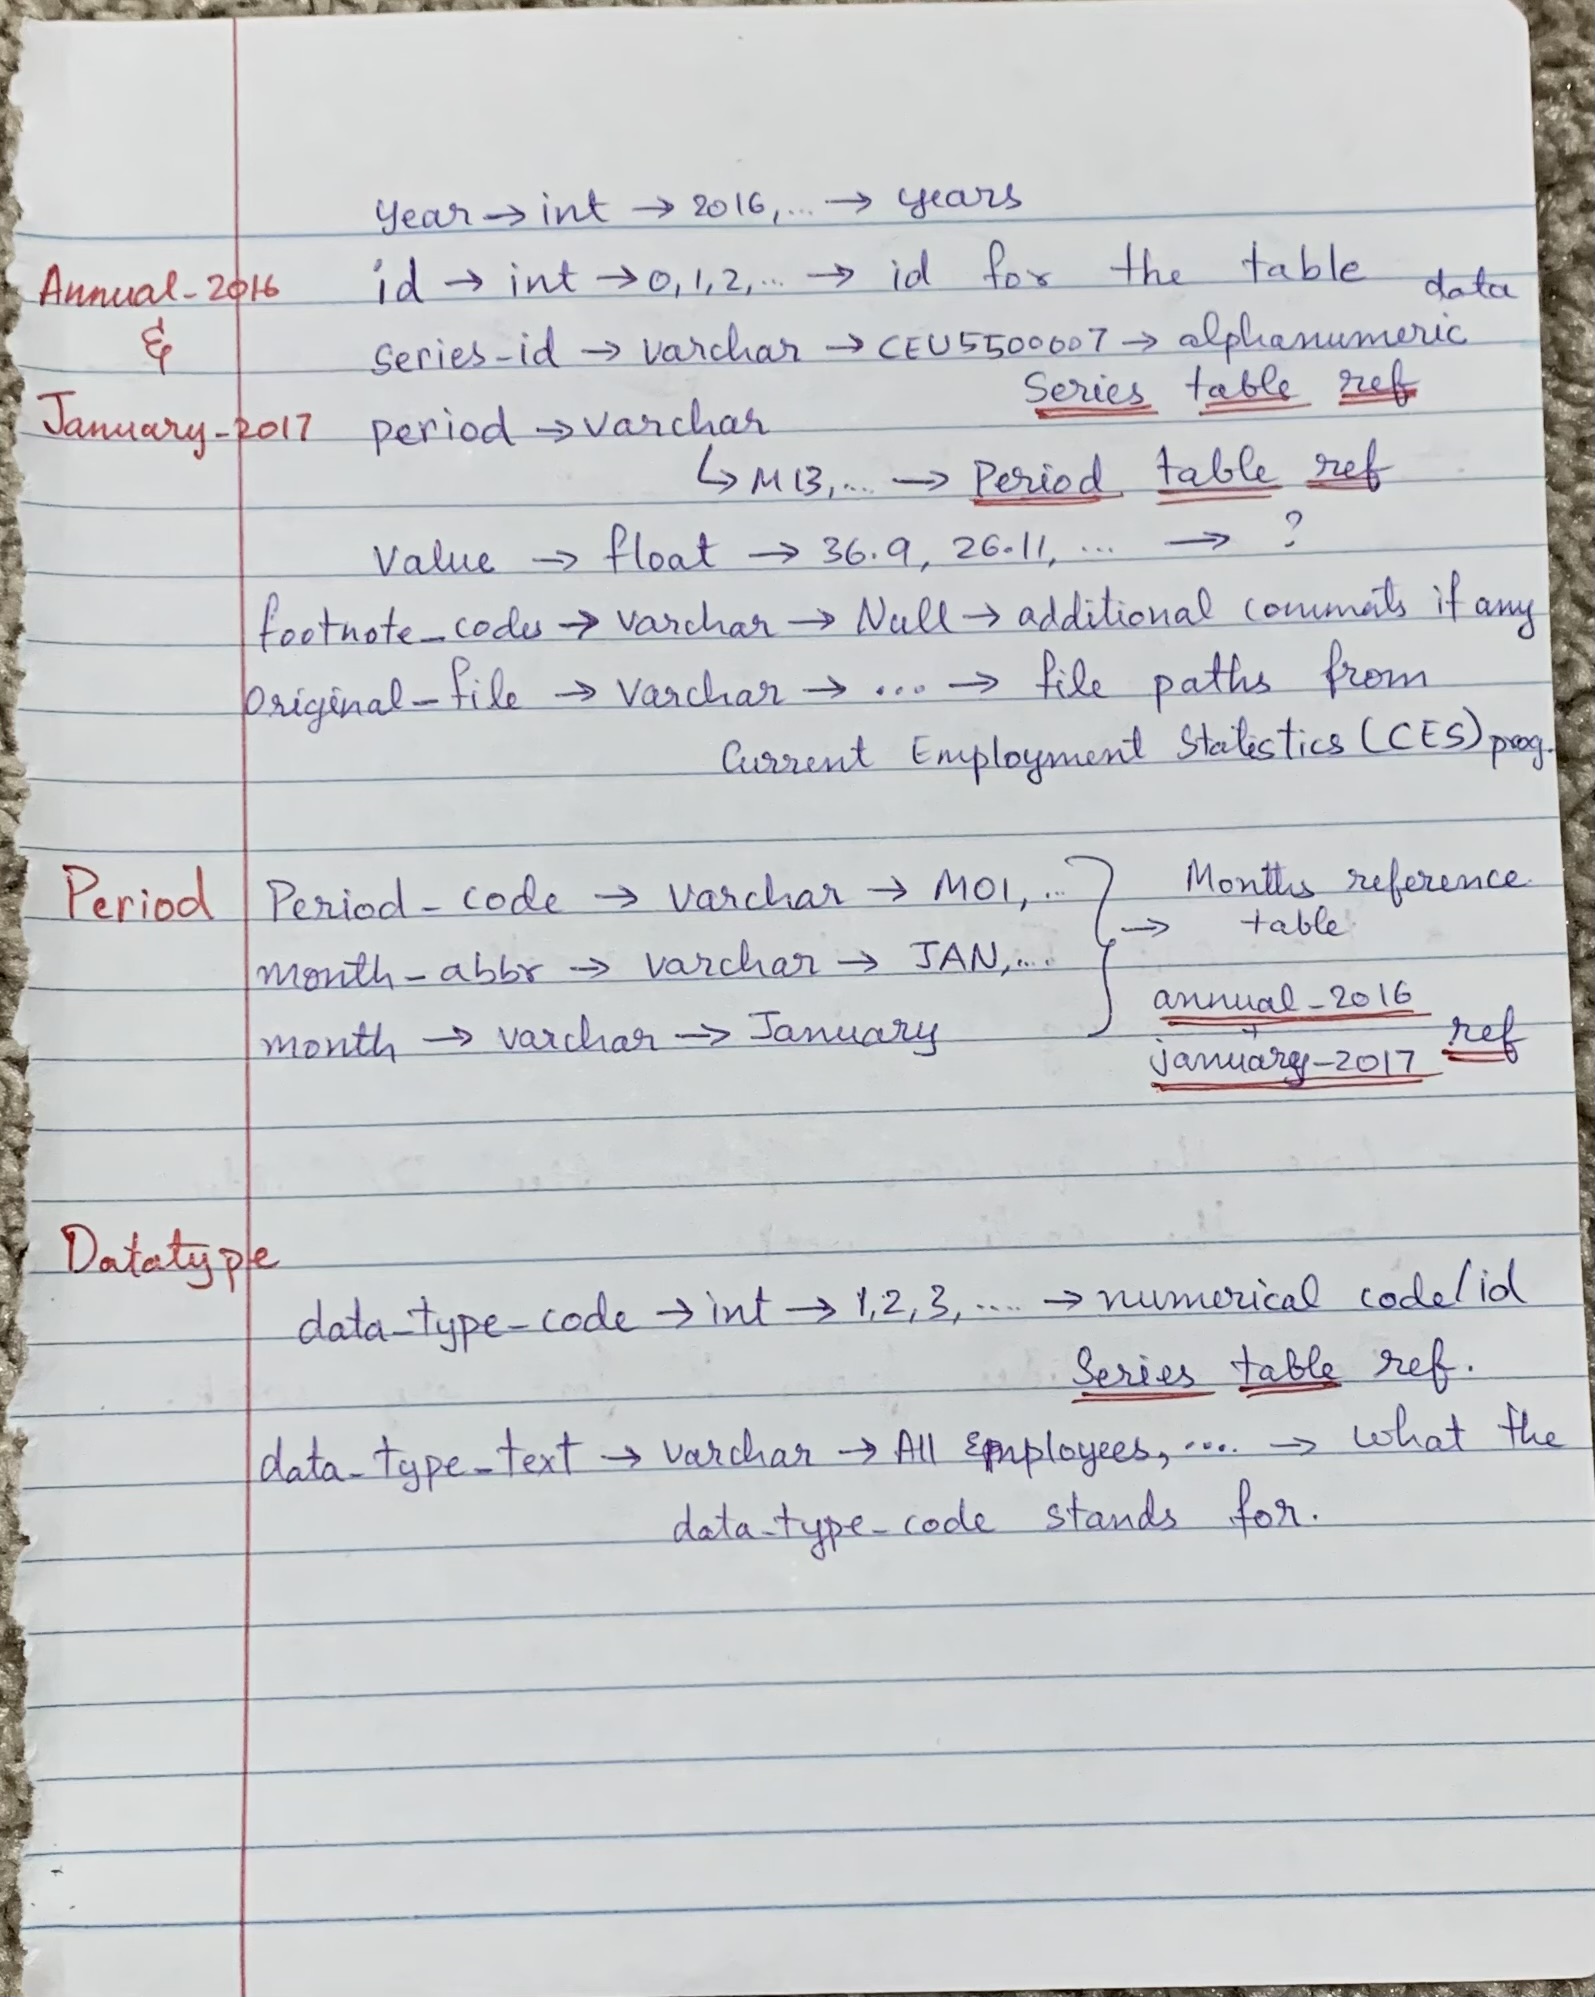 year → int → 2016,... → years
Annual-2016 id → int → 0,1,2,... → id for the table
& series-id → varchar → CEU5500007 → alphanumeric data
Series table ref
January-2017 period → varchar
↳ M13,... → Period table ref
Value → float → 36.9, 26.11, ... → ?
footnote_codes → varchar → Null → additional comments if any
original-file → varchar → ... → file paths from
Current Employment Statistics (CES) prog.
Period Period-code → varchar → M01,... } → Months reference
table
month-abbr → varchar → JAN,...
annual-2016
month → varchar → January
+ ref
january-2017
Datatype
data-type-code → int → 1,2,3,.... → numerical code/id
Series table ref.
data-type-text → varchar → All Employees,.... → what the
data-type-code stands for.